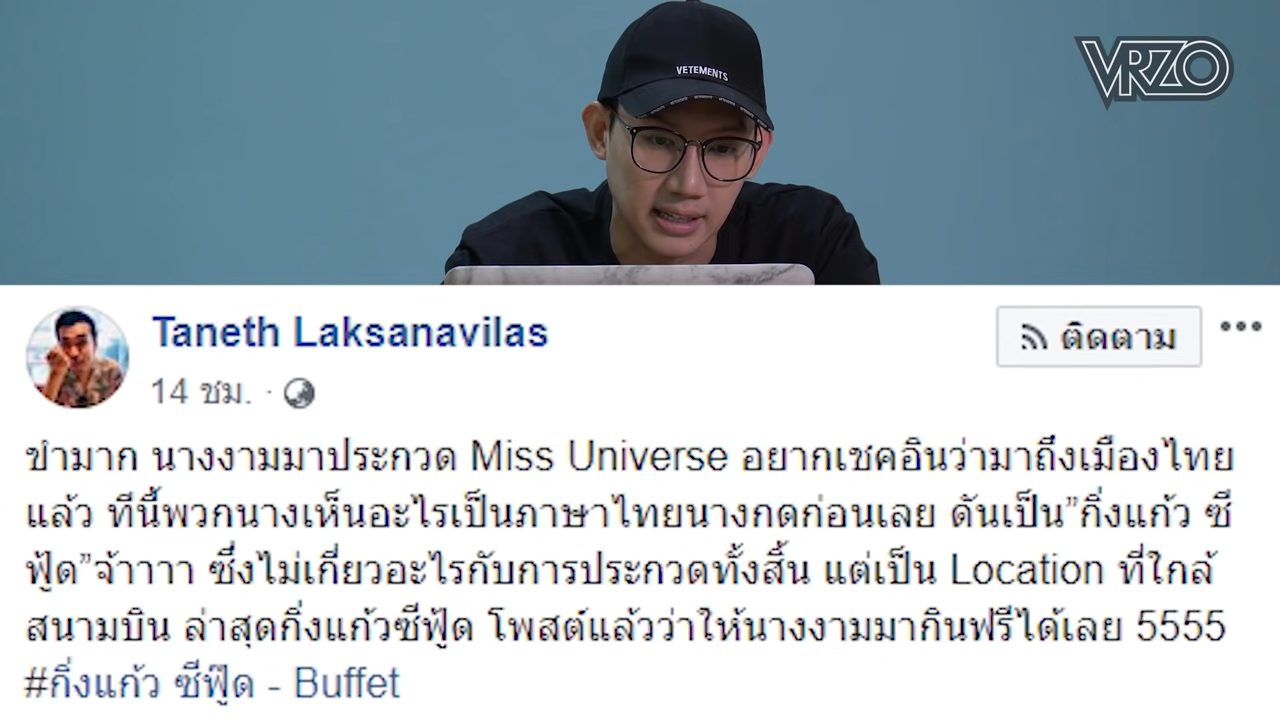 VETEMENTS
VRZO
Taneth Laksanavilas
ติดตาม
14 ชม.
ขำมาก นางงามมาประกวด Miss Universe อยากเชคอินว่ามาถึงเมืองไทย
แล้ว ทีนี้พวกนางเห็นอะไรเป็นภาษาไทยนางกดก่อนเลย ดันเป็น"กิ่งแก้ว ซี
ฟู้ด"จ้าาาา ซึ่งไม่เกี่ยวอะไรกับการประกวดทั้งสิ้น แต่เป็น Location ที่ใกล้
สนามบิน ล่าสุดกิ่งแก้วซีฟู้ด โพสต์แล้วว่าให้นางงามมากินฟรีได้เลย 5555
#กิ่งแก้ว ซีฟู๊ด - Buffet